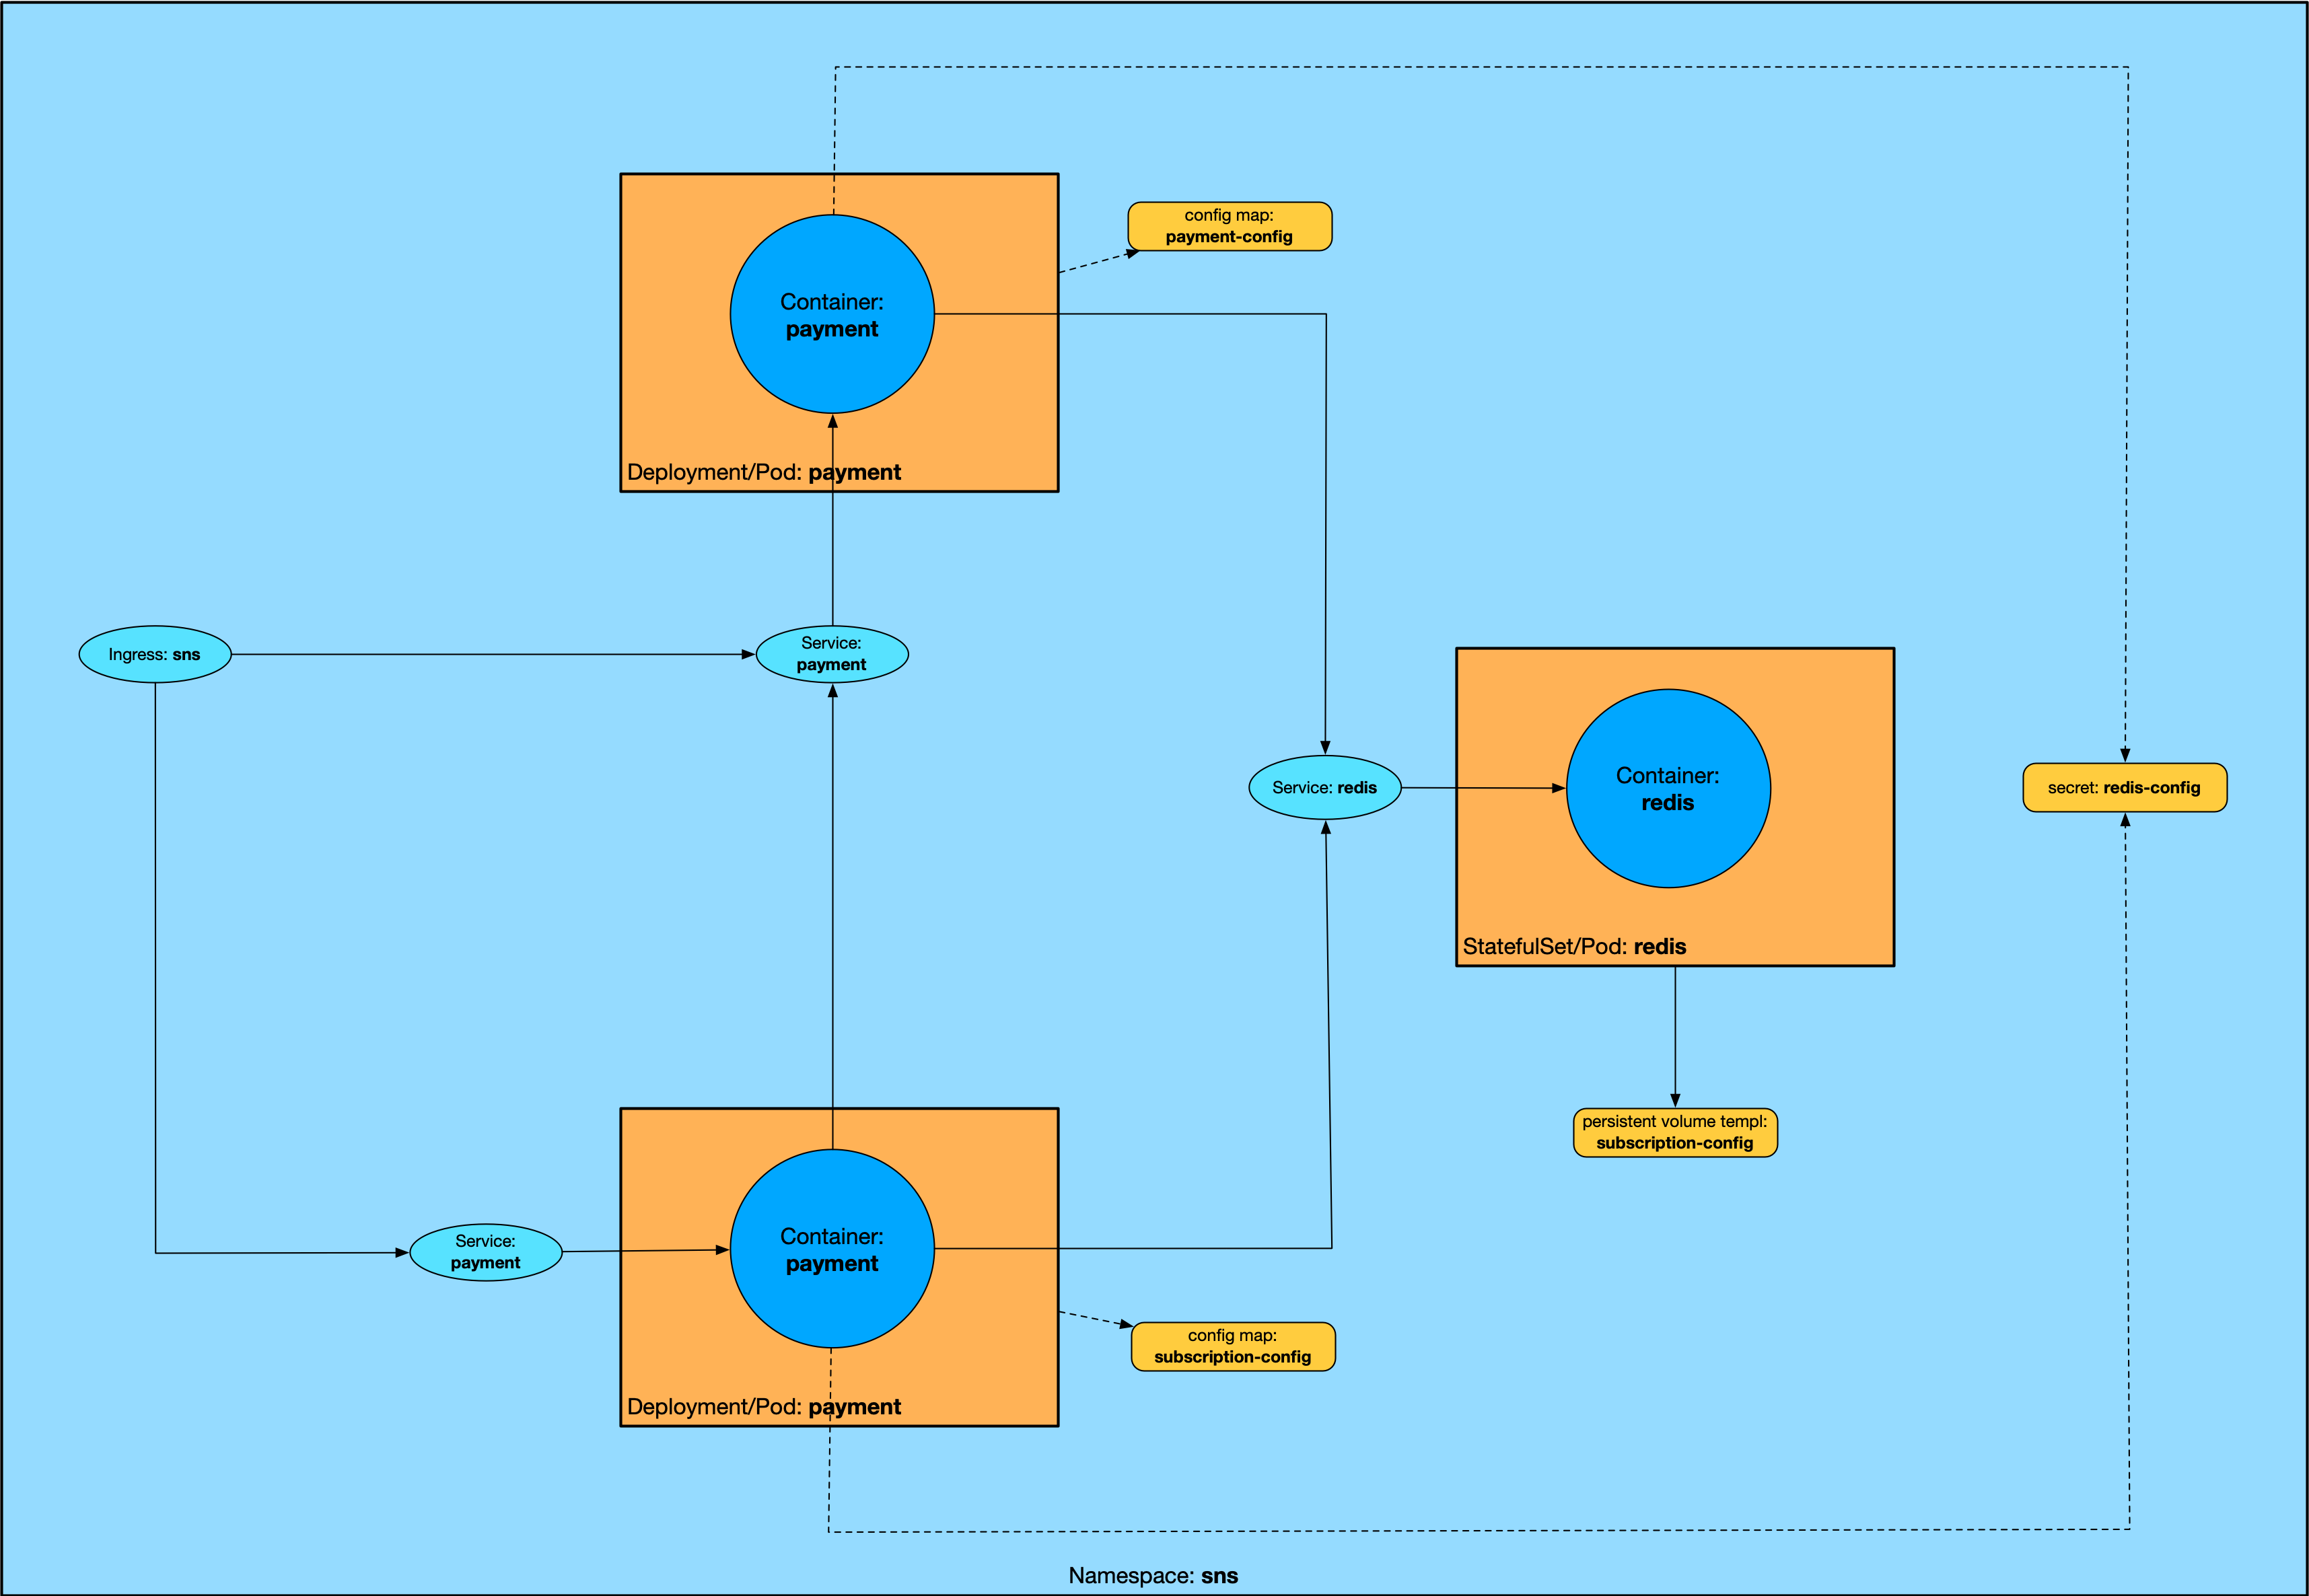 config map:
payment-config
Container:
payment
Deployment/Pod: payment
Ingress: sns
Service:
payment
Service: redis
Container:
redis
secret: redis-config
StatefulSet/Pod: redis
persistent volume templ:
subscription-config
Service:
payment
Container:
payment
config map:
subscription-config
Deployment/Pod: payment
Namespace: sns